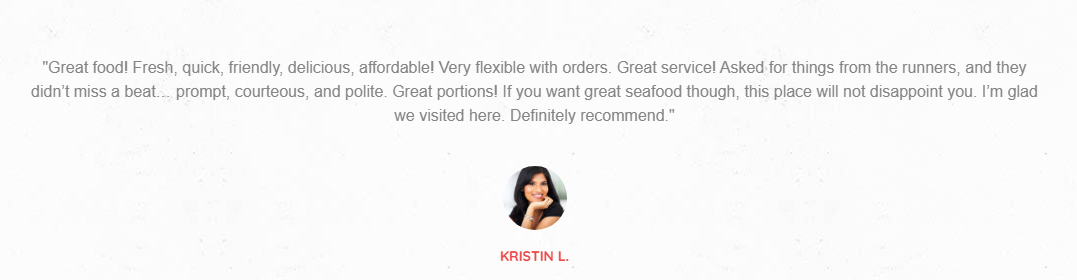 "Great food! Fresh, quick, friendly, delicious, affordable! Very flexible with orders. Great service! Asked for things from the runners, and they
didn’t miss a beat… prompt, courteous, and polite. Great portions! If you want great seafood though, this place will not disappoint you. I’m glad
we visited here. Definitely recommend."
KRISTIN L.